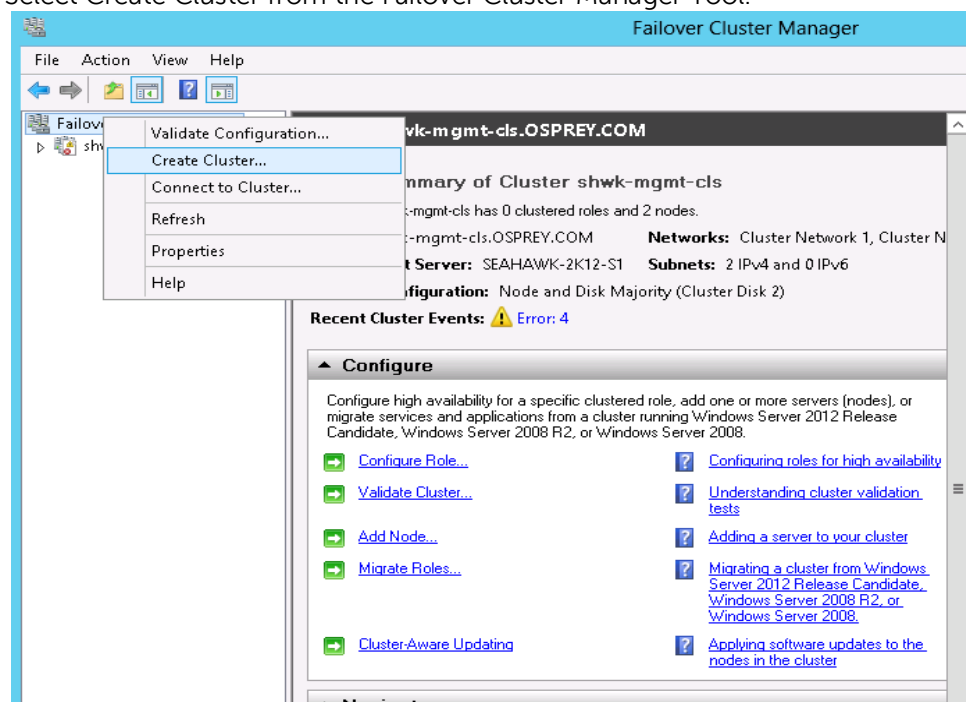 Select Create Cluster from the Failover Cluster Manager Tool.
Failover Cluster Manager
File Action View Help
Failov
shw
Validate Configuration...
Create Cluster...
Connect to Cluster...
Refresh
Properties
Help
vk-mgmt-cls.OSPREY.COM
mmary of Cluster shwk-mgmt-cls
-mgmt-cls has 0 clustered roles and 2 nodes.
-mgmt-cls.OSPREY.COM Networks: Cluster Network 1, Cluster N
t Server: SEAHAWK-2K12-S1 Subnets: 2 IPv4 and 0 IPv6
figuration: Node and Disk Majority (Cluster Disk 2)
Recent Cluster Events: Error: 4
Configure
Configure high availability for a specific clustered role, add one or more servers (nodes), or
migrate services and applications from a cluster running Windows Server 2012 Release
Candidate, Windows Server 2008 R2, or Windows Server 2008.
Configure Role...
Configuring roles for high availability
Validate Cluster...
Understanding cluster validation
tests
Add Node...
Adding a server to your cluster
Migrate Roles...
Migrating a cluster from Windows
Server 2012 Release Candidate,
Windows Server 2008 R2, or
Windows Server 2008.
Cluster-Aware Updating
Applying software updates to the
nodes in the cluster